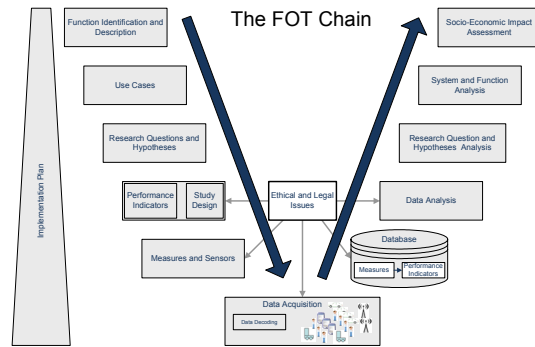 The FOT Chain
Function Identification and
Description
Socio-Economic Impact
Assessment
Use Cases
System and Function
Analysis
Research Questions and
Hypotheses
Research Question and
Hypotheses Analysis
Implementation Plan
Performance
Indicators
Study
Design
Ethical and Legal
Issues
Data Analysis
Measures and Sensors
Database
Measures
Performance
Indicators
Data Acquisition
Data Decoding